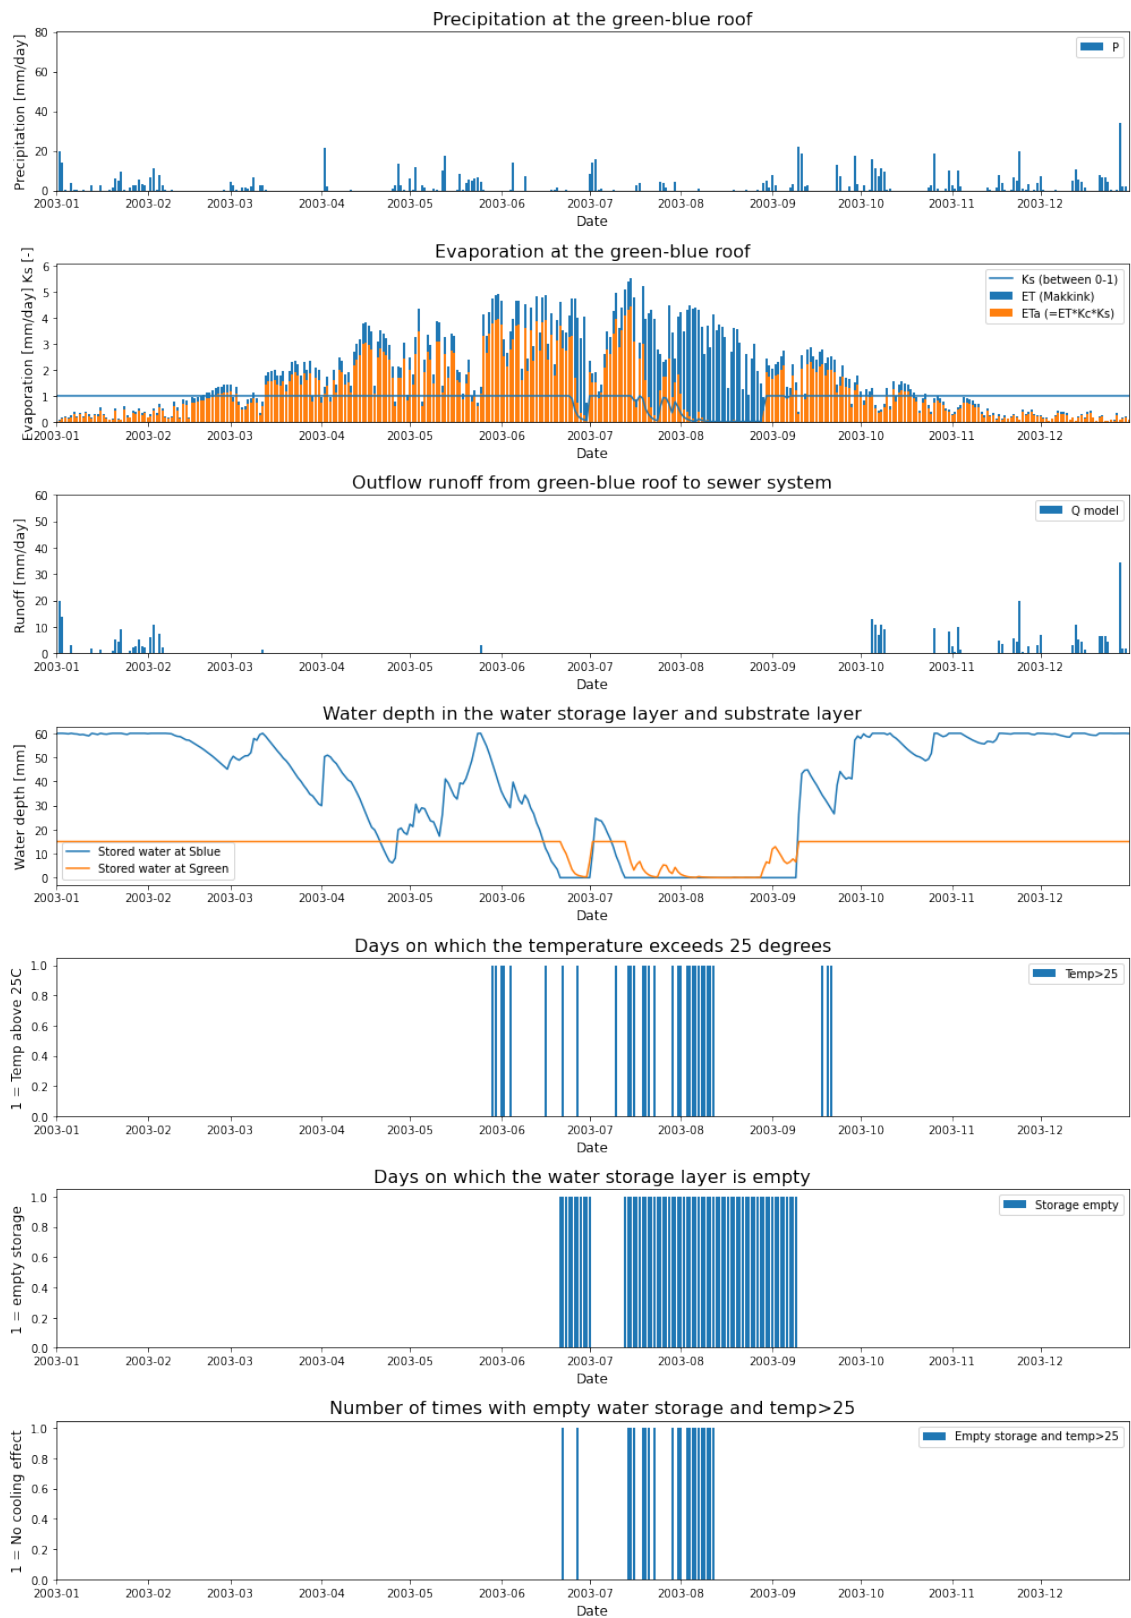 Precipitation at the green-blue roof
Precipitation [mm/day]
80
60
40
20
0
P
2003-01 2003-02 2003-03 2003-04 2003-05 2003-06 2003-07 2003-08 2003-09 2003-10 2003-11 2003-12
Date
Evaporation at the green-blue roof
Evaporation [mm/day] Ks [-]
6
5
4
3
2
1
0
Ks (between 0-1)
ET (Makkink)
ETa (=ET*Kc*Ks)
2003-01 2003-02 2003-03 2003-04 2003-05 2003-06 2003-07 2003-08 2003-09 2003-10 2003-11 2003-12
Date
Outflow runoff from green-blue roof to sewer system
Runoff [mm/day]
60
50
40
30
20
10
0
Q model
2003-01 2003-02 2003-03 2003-04 2003-05 2003-06 2003-07 2003-08 2003-09 2003-10 2003-11 2003-12
Date
Water depth in the water storage layer and substrate layer
Water depth [mm]
60
50
40
30
20
10
0
Stored water at Sblue
Stored water at Sgreen
2003-01 2003-02 2003-03 2003-04 2003-05 2003-06 2003-07 2003-08 2003-09 2003-10 2003-11 2003-12
Date
Days on which the temperature exceeds 25 degrees
1 = Temp above 25C
1.0
0.8
0.6
0.4
0.2
0.0
Temp>25
2003-01 2003-02 2003-03 2003-04 2003-05 2003-06 2003-07 2003-08 2003-09 2003-10 2003-11 2003-12
Date
Days on which the water storage layer is empty
1 = empty storage
1.0
0.8
0.6
0.4
0.2
0.0
Storage empty
2003-01 2003-02 2003-03 2003-04 2003-05 2003-06 2003-07 2003-08 2003-09 2003-10 2003-11 2003-12
Date
Number of times with empty water storage and temp>25
1 = No cooling effect
1.0
0.8
0.6
0.4
0.2
0.0
Empty storage and temp>25
2003-01 2003-02 2003-03 2003-04 2003-05 2003-06 2003-07 2003-08 2003-09 2003-10 2003-11 2003-12
Date